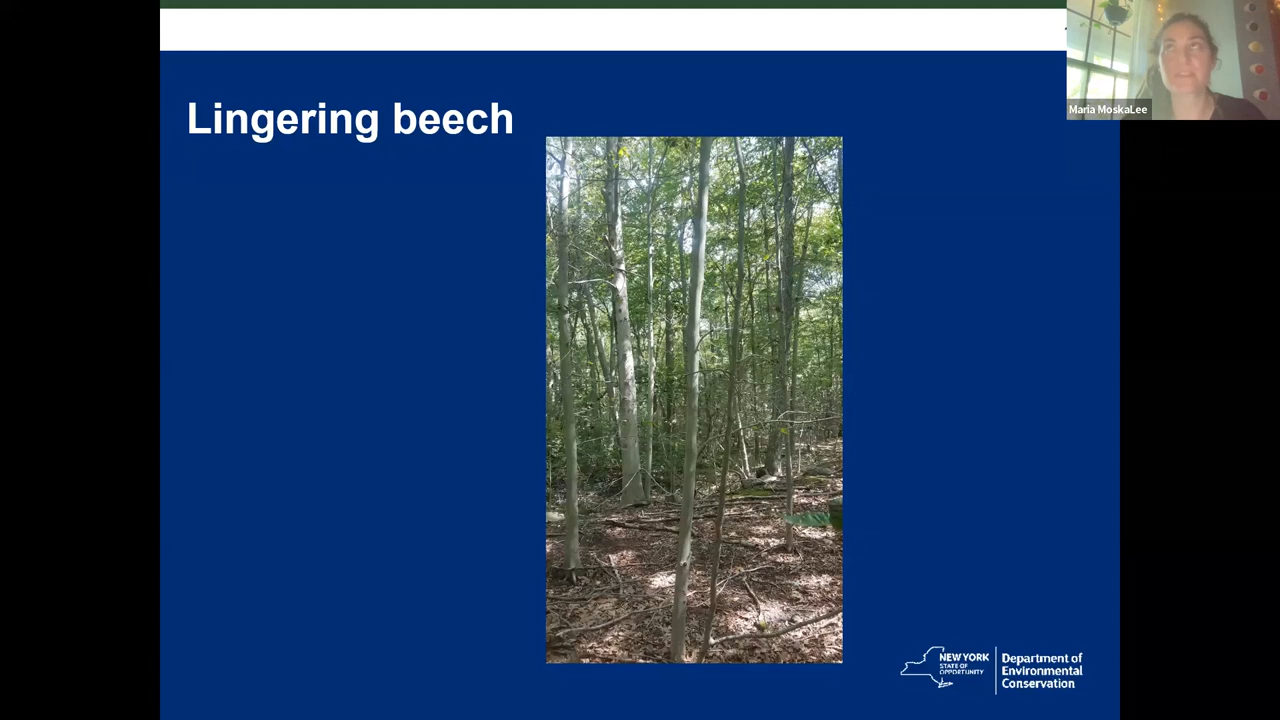 Maria MoskaLee
Lingering beech
NEW YORK
STATE OF
OPPORTUNITY
Department of
Environmental
Conservation